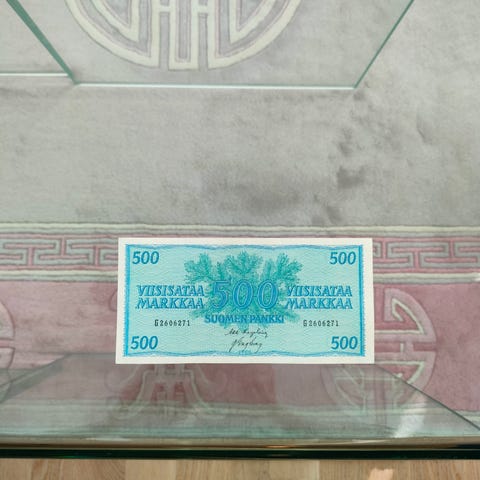 500 500
VIISISATAA 500 VIISISATAA
MARKKAA MARKKAA
SUOMEN PANKKI
G2606271 G2606271
500 500